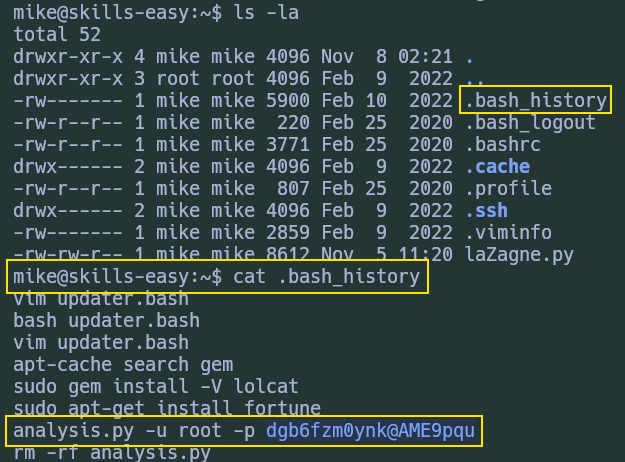 mike@skills-easy:~$ ls -la
total 52
drwxr-xr-x 4 mike mike 4096 Nov  8 02:21 .
drwxr-xr-x 3 root root 4096 Feb  9  2022 ..
-rw------- 1 mike mike 5900 Feb 10  2022 .bash_history
-rw-r--r-- 1 mike mike  220 Feb 25  2020 .bash_logout
-rw-r--r-- 1 mike mike 3771 Feb 25  2020 .bashrc
drwx------ 2 mike mike 4096 Feb  9  2022 .cache
-rw-r--r-- 1 mike mike  807 Feb 25  2020 .profile
drwx------ 2 mike mike 4096 Feb  9  2022 .ssh
-rw------- 1 mike mike 2859 Feb  9  2022 .viminfo
-rw-rw-r-- 1 mike mike 8612 Nov  5 11:20 laZagne.py
mike@skills-easy:~$ cat .bash_history
vim updater.bash
bash updater.bash
vim updater.bash
apt-cache search gem
sudo gem install -V lolcat
sudo apt-get install fortune
analysis.py -u root -p dgb6fzm0ynk@AME9pqu
rm -rf analysis.py